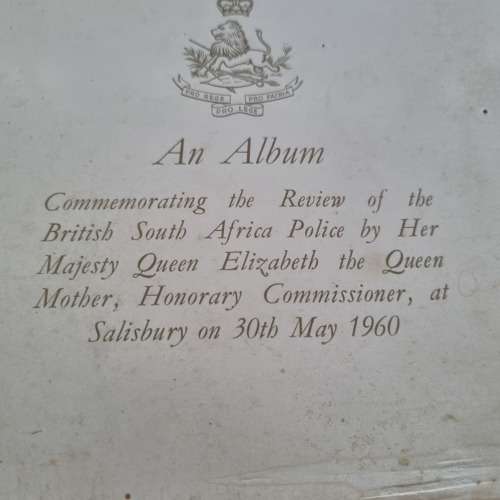 PRO REGE PRO PATRIA
PRO LEGE
An Album
Commemorating the Review of the
British South Africa Police by Her
Majesty Queen Elizabeth the Queen
Mother, Honorary Commissioner, at
Salisbury on 30th May 1960